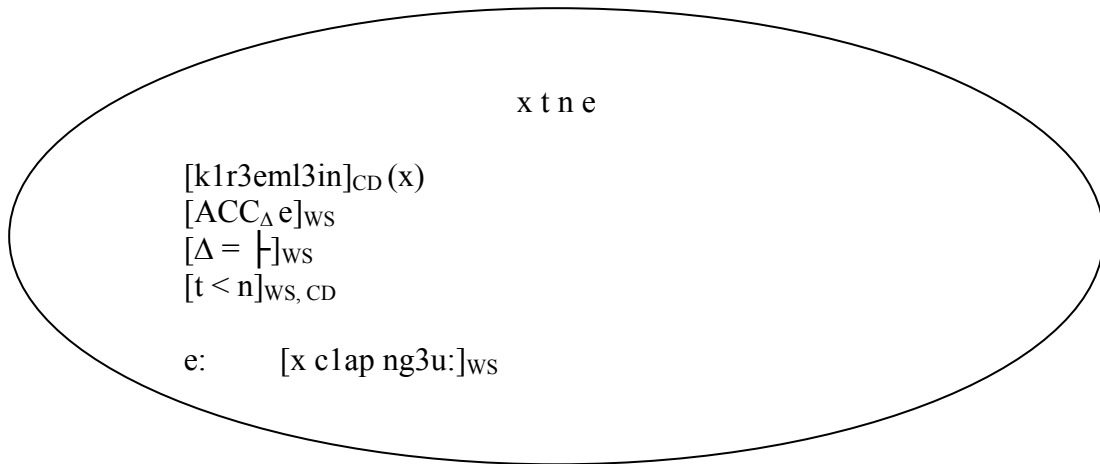 x t n e
[k1r3eml3in]CD (x)
[ACCΔ e]WS
[Δ = ├]WS
[t < n]WS, CD
e: [x c1ap ng3u:]WS